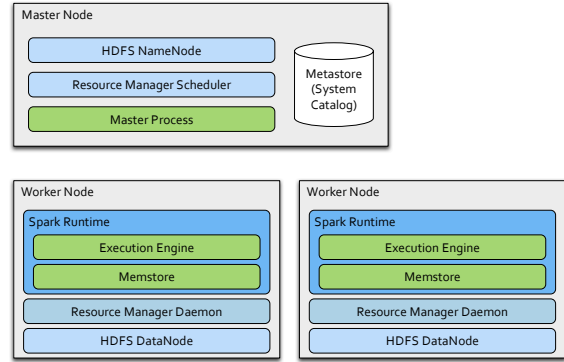 Master Node
HDFS NameNode
Resource Manager Scheduler
Master Process
Metastore
(System
Catalog)
Worker Node
Spark Runtime
Execution Engine
Memstore
Resource Manager Daemon
HDFS DataNode
Worker Node
Spark Runtime
Execution Engine
Memstore
Resource Manager Daemon
HDFS DataNode